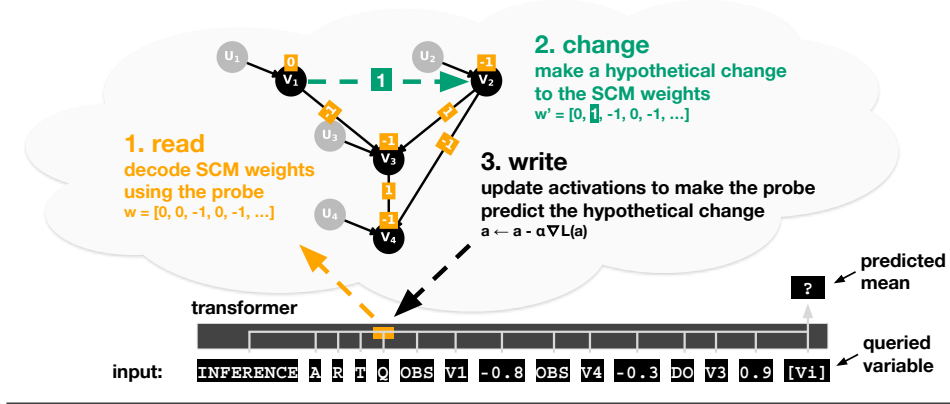 U1
0
V1
1
U2
-1
V2
2. change
make a hypothetical change
to the SCM weights
w' = [0, 1, -1, 0, -1, ...]
1. read
decode SCM weights
using the probe
w = [0, 0, -1, 0, -1, ...]
-1
1
-1
U3
-1
V3
1
U4
-1
V4
3. write
update activations to make the probe
predict the hypothetical change
a ← a - α∇L(a)
predicted
mean
?
transformer
queried
variable
input: INFERENCE A R T Q OBS V1 -0.8 OBS V4 -0.3 DO V3 0.9 [Vi]